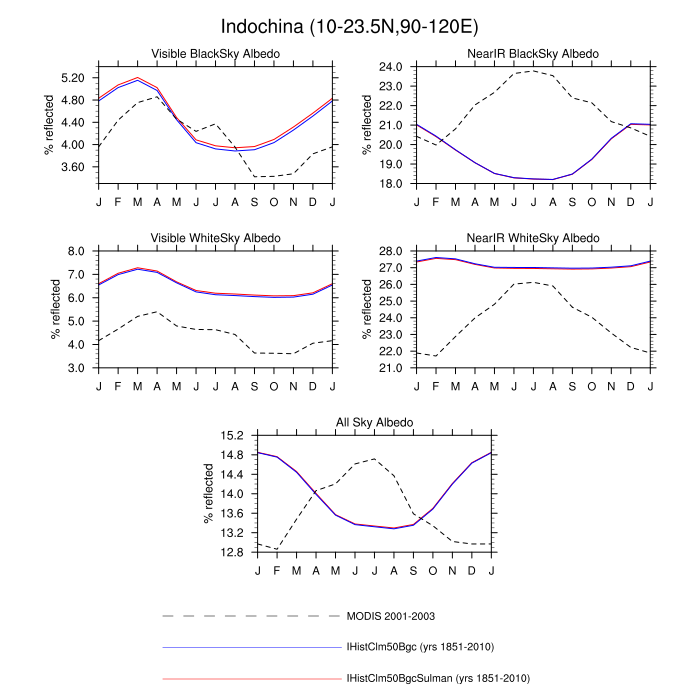 Indochina (10-23.5N,90-120E)
Visible BlackSky Albedo
% reflected
5.20
4.80
4.40
4.00
3.60
J F M A M J J A S O N D J
NearIR BlackSky Albedo
% reflected
24.0
23.0
22.0
21.0
20.0
19.0
18.0
J F M A M J J A S O N D J
Visible WhiteSky Albedo
% reflected
8.0
7.0
6.0
5.0
4.0
3.0
J F M A M J J A S O N D J
NearIR WhiteSky Albedo
% reflected
28.0
27.0
26.0
25.0
24.0
23.0
22.0
21.0
J F M A M J J A S O N D J
All Sky Albedo
% reflected
15.2
14.8
14.4
14.0
13.6
13.2
12.8
J F M A M J J A S O N D J
MODIS 2001-2003
IHistClm50Bgc (yrs 1851-2010)
IHistClm50BgcSulman (yrs 1851-2010)